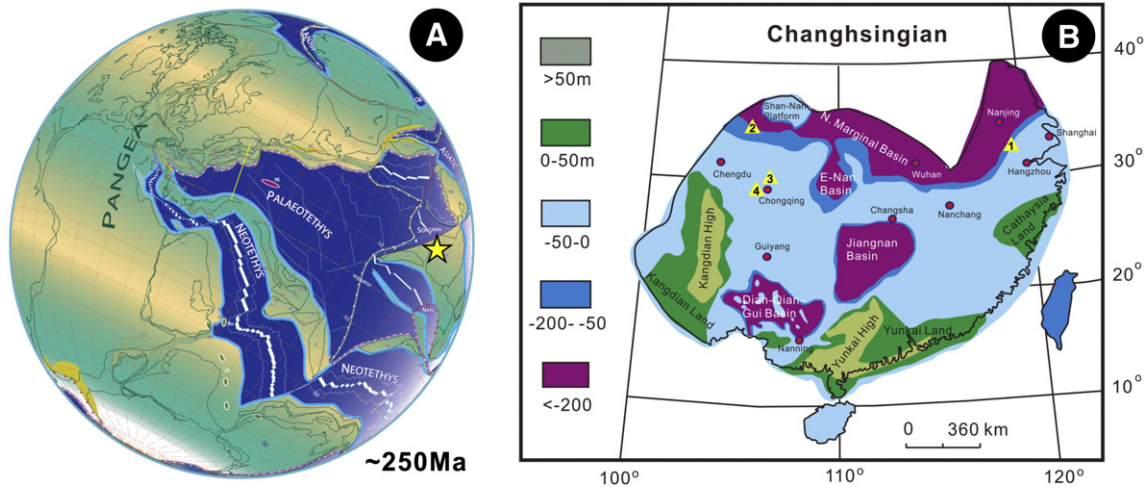 A
PANGEA
PALAEOTETHYS
NEOTETHYS
NEOTETHYS
ASIATIC
SONGPAN
NAN
~250Ma
B
Changhsingian
>50m
0-50m
-50-0
-200- -50
<-200
40°
30°
20°
10°
100°
110°
120°
Shan-Nan
Platform
N. Marginal Basin
Nanjing
Shanghai
Hangzhou
Wuhan
E-Nan
Basin
Chengdu
Chongqing
1
2
3
4
Changsha
Nanchang
Cathaysia
Land
Jiangnan
Basin
Guiyang
Kangdian High
Kangdian Land
Dian-Qian
Gui Basin
Nanning
Yunkai High
Yunkai Land
0 360 km